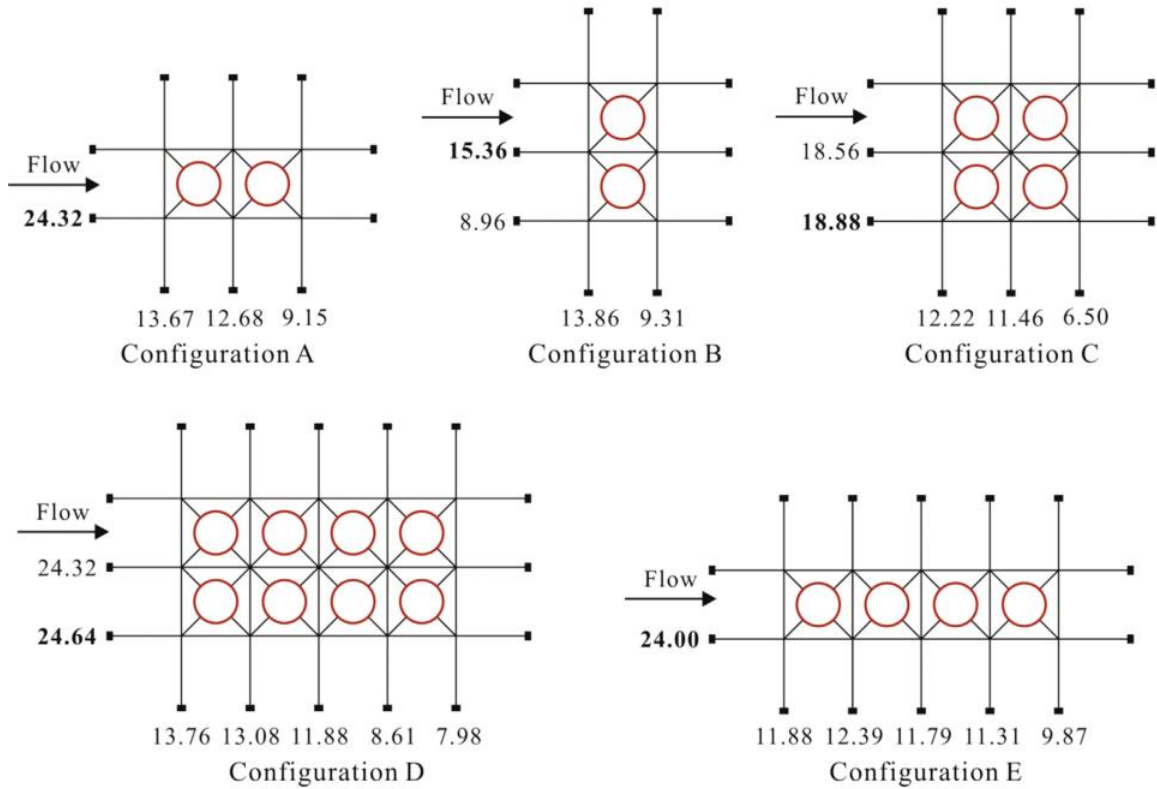 Flow
24.32
13.67 12.68 9.15
Configuration A
Flow
15.36
8.96
13.86 9.31
Configuration B
Flow
18.56
18.88
12.22 11.46 6.50
Configuration C
Flow
24.32
24.64
13.76 13.08 11.88 8.61 7.98
Configuration D
Flow
24.00
11.88 12.39 11.79 11.31 9.87
Configuration E